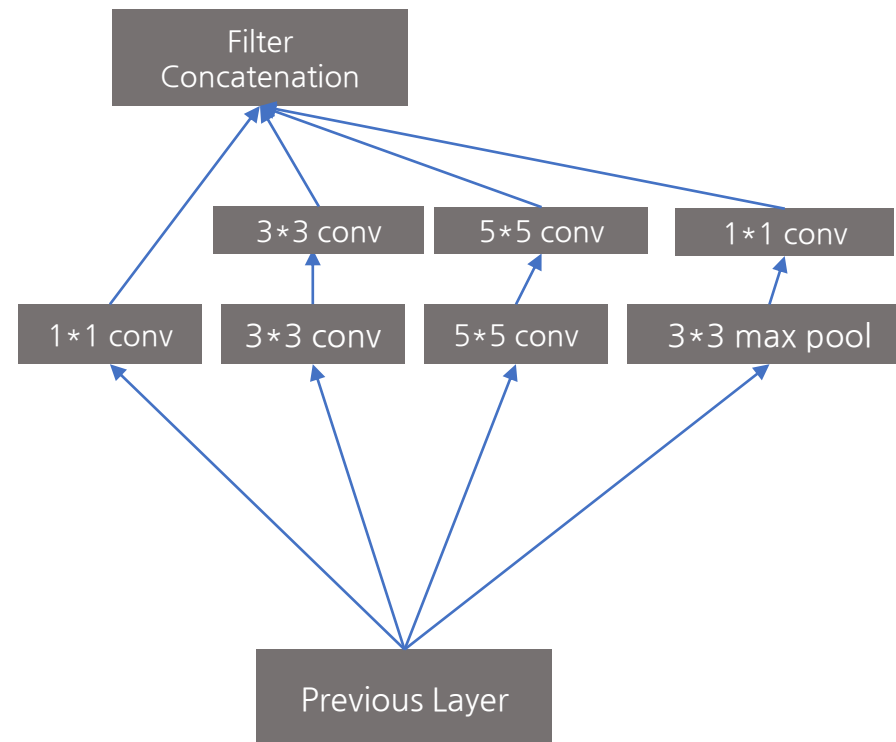 Filter
Concatenation
3*3 conv
5*5 conv
1*1 conv
1*1 conv
3*3 conv
5*5 conv
3*3 max pool
Previous Layer